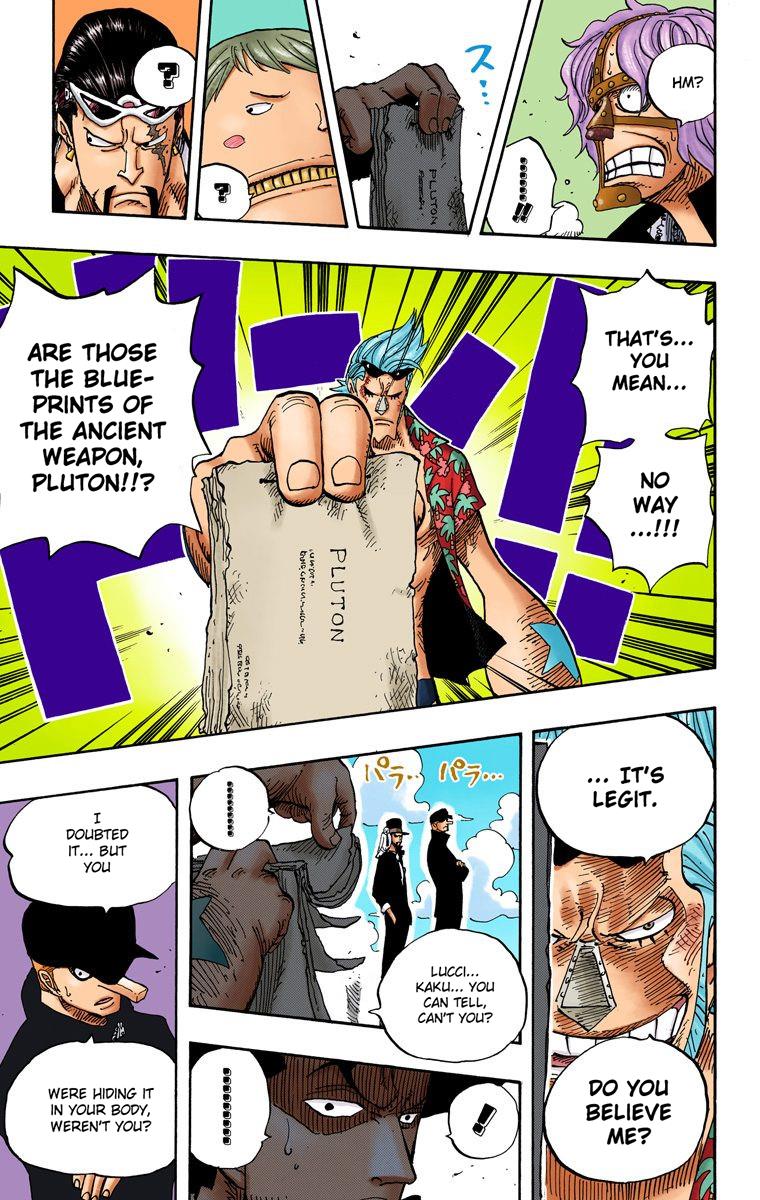 HM?
........!!
ス...
PLUTON
?
?
THAT'S...
YOU
MEAN...
NO
WAY
...!!!
ARE THOSE
THE BLUE-
PRINTS OF
THE ANCIENT
WEAPON,
PLUTON!!?
PLUTON
... IT'S
LEGIT.
DO YOU
BELIEVE
ME?
パラ.. パラ...
LUCCI...
KAKU... YOU
CAN TELL,
CAN'T YOU?
I
DOUBTED
IT... BUT
YOU
WERE HIDING IT
IN YOUR BODY,
WEREN'T YOU?
!